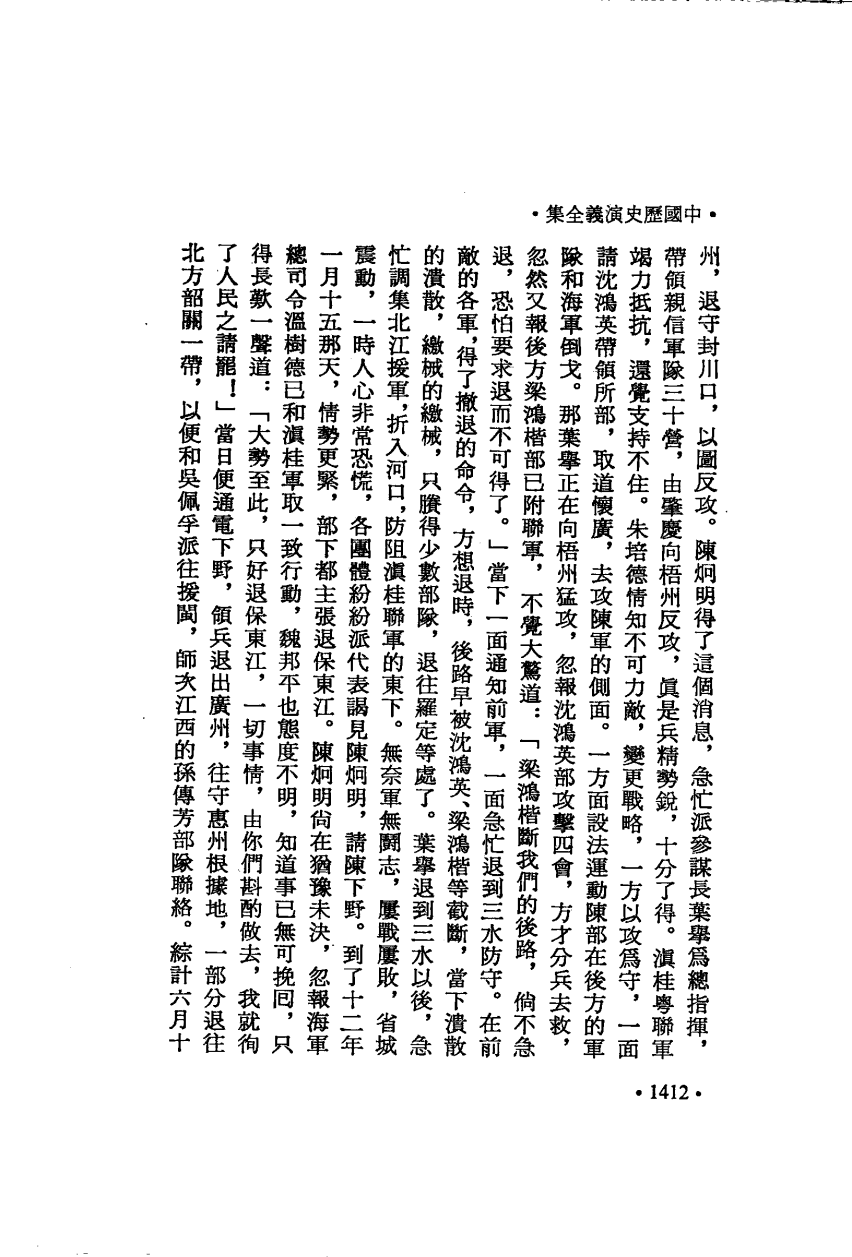 •中國歷史演義全集•
州，退守封川口，以圖反攻。陳炯明得了這個消息，急忙派參謀長葉舉爲總指揮，
帶領親信軍隊三十營，由肇慶向梧州反攻，眞是兵精勢銳，十分了得。滇桂粵聯軍
竭力抵抗，還覺支持不住。朱培德情知不可力敵，變更戰略，一方以攻爲守，一面
請沈鴻英帶領所部，取道懷廣，去攻陳軍的側面。一方面設法運動陳部在後方的軍
隊和海軍倒戈。那葉舉正在向梧州猛攻，忽報沈鴻英部攻擊四會，方才分兵去救，
忽然又報後方梁鴻楷部已附聯軍，不覺大驚道：「梁鴻楷斷我們的後路，倘不急
退，恐怕要求退而不可得了。」當下一面通知前軍，一面急忙退到三水防守。在前
敵的各軍，得了撤退的命令，方想退時，後路早被沈鴻英、梁鴻楷等截斷，當下潰散
的潰散，繳械的繳械，只賸得少數部隊，退往羅定等處了。葉舉退到三水以後，急
忙調集北江援軍，折入河口，防阻滇桂聯軍的東下。無奈軍無鬪志，屢戰屢敗，省城
震動，一時人心非常恐慌，各團體紛紛派代表謁見陳炯明，請陳下野。到了十二年
一月十五那天，情勢更緊，部下都主張退保東江。陳炯明尙在猶豫未決，忽報海軍
總司令溫樹德已和滇桂軍取一致行動，魏邦平也態度不明，知道事已無可挽囘，只
得長歎一聲道：「大勢至此，只好退保東江，一切事情，由你們斟酌做去，我就徇
了人民之請罷！」當日便通電下野，領兵退出廣州，往守惠州根據地，一部分退往
北方韶關一帶，以便和吳佩孚派往援閩，師次江西的孫傳芳部隊聯絡。綜計六月十
•1412•